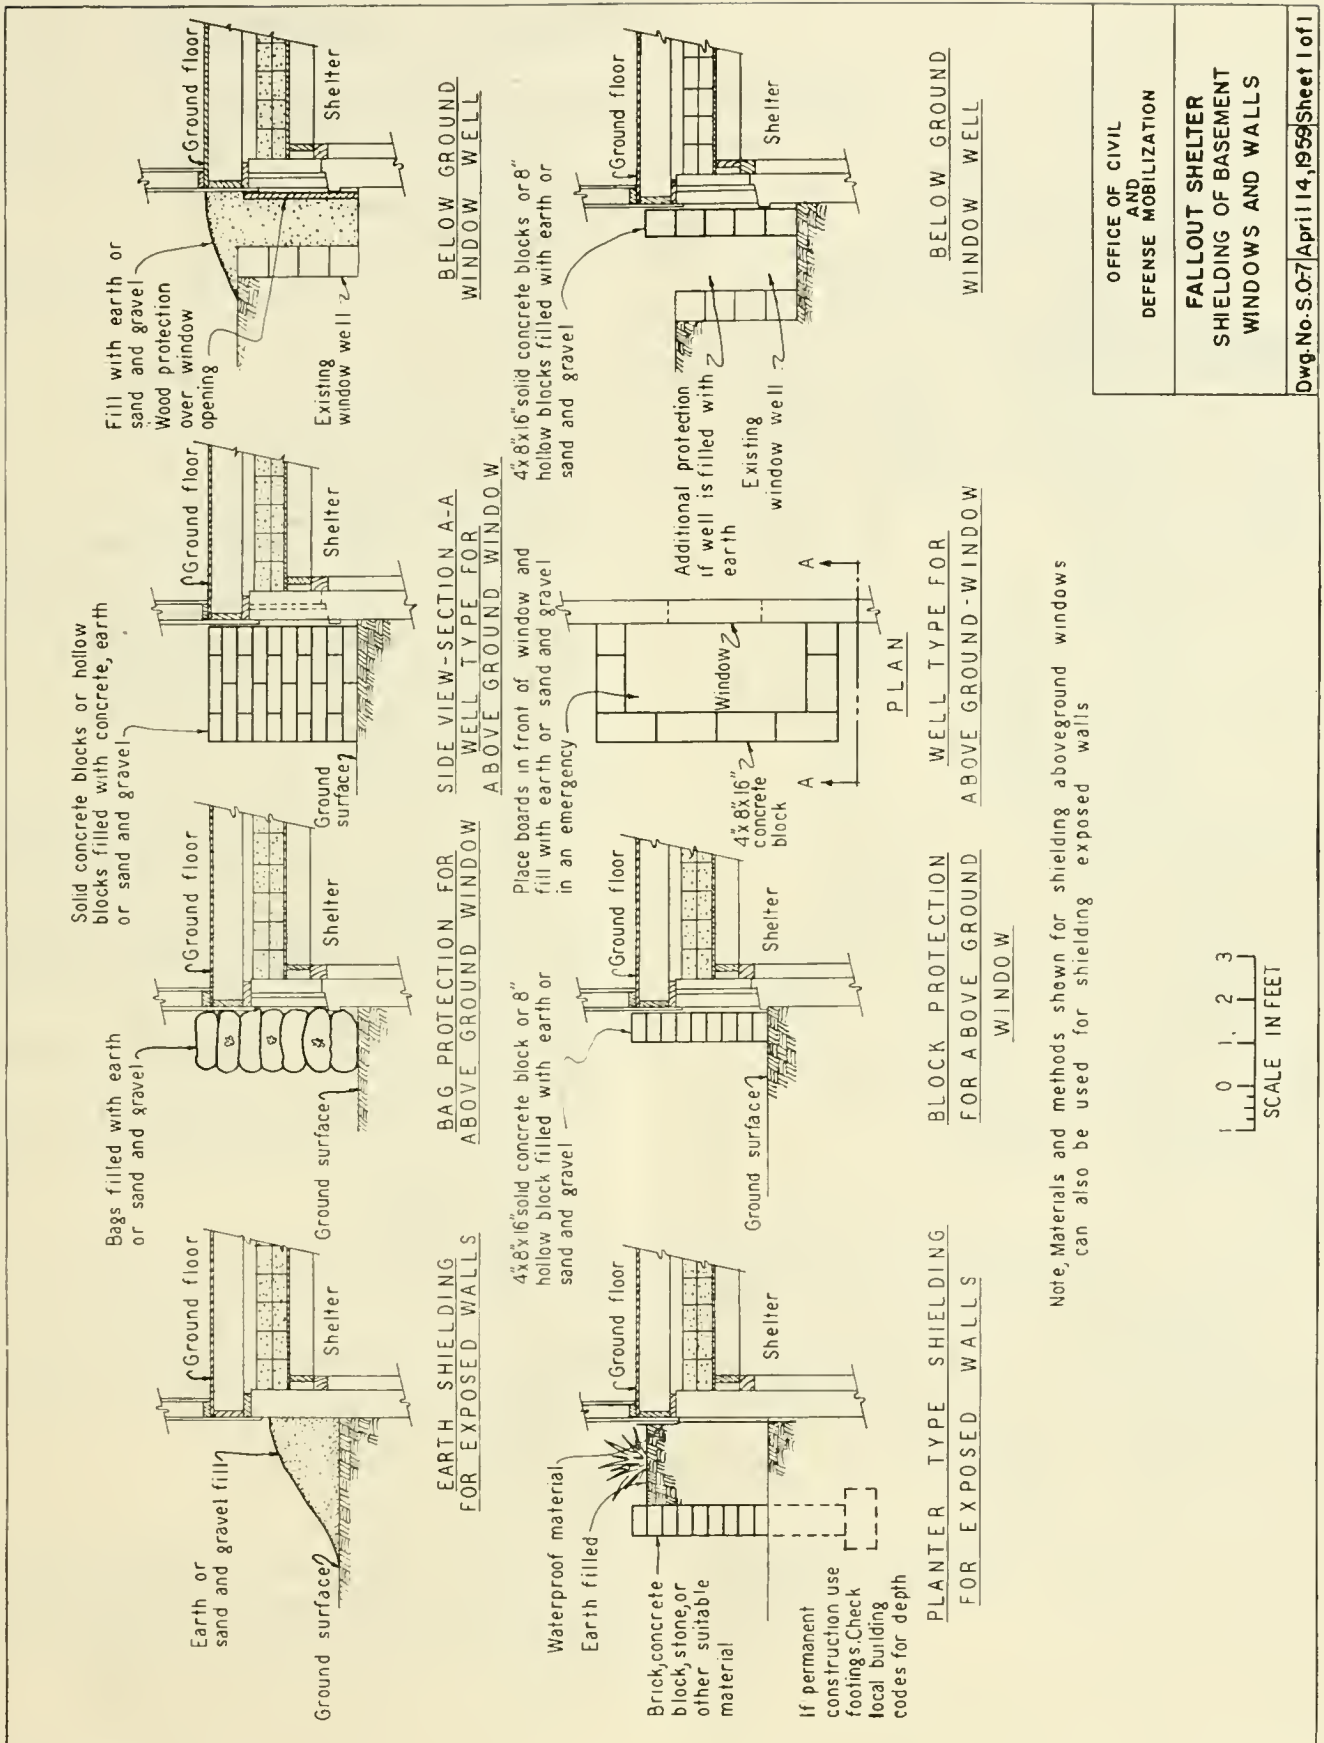 Earth or
sand and gravel fill
Ground surface
Ground floor
Shelter
EARTH SHIELDING
FOR EXPOSED WALLS
Bags filled with earth
or sand and gravel
Ground floor
Ground surface
Shelter
BAG PROTECTION FOR
ABOVE GROUND WINDOW
Solid concrete blocks or hollow
blocks filled with concrete, earth
or sand and gravel
Ground floor
Ground
surface
Shelter
SIDE VIEW-SECTION A-A
WELL TYPE FOR
ABOVE GROUND WINDOW
Fill with earth or
sand and gravel
Wood protection
over window
opening
Ground floor
Existing
window well
Shelter
BELOW GROUND
WINDOW WELL
Waterproof material
Earth filled
Brick, concrete
block, stone, or
other suitable
material
If permanent
construction use
footings. Check
local building
codes for depth
Ground floor
Shelter
PLANTER TYPE SHIELDING
FOR EXPOSED WALLS
4"x8"x16" solid concrete block or 8"
hollow block filled with earth or
sand and gravel
Ground floor
Ground surface
Shelter
BLOCK PROTECTION
FOR ABOVE GROUND
WINDOW
Place boards in front of window and
fill with earth or sand and gravel
in an emergency
Window
4"x8"x16"
concrete
block
A
A
PLAN
WELL TYPE FOR
ABOVE GROUND-WINDOW
4"x8"x16" solid concrete blocks or 8"
hollow blocks filled with earth or
sand and gravel
Additional protection
if well is filled with
earth
Existing
window well
Ground floor
Shelter
BELOW GROUND
WINDOW WELL
Note, Materials and methods shown for shielding aboveground windows
can also be used for shielding exposed walls
1 0 1 2 3
SCALE IN FEET
OFFICE OF CIVIL
AND
DEFENSE MOBILIZATION
FALLOUT SHELTER
SHIELDING OF BASEMENT
WINDOWS AND WALLS
Dwg. No. S.O-7 April 14, 1959 Sheet 1 of 1